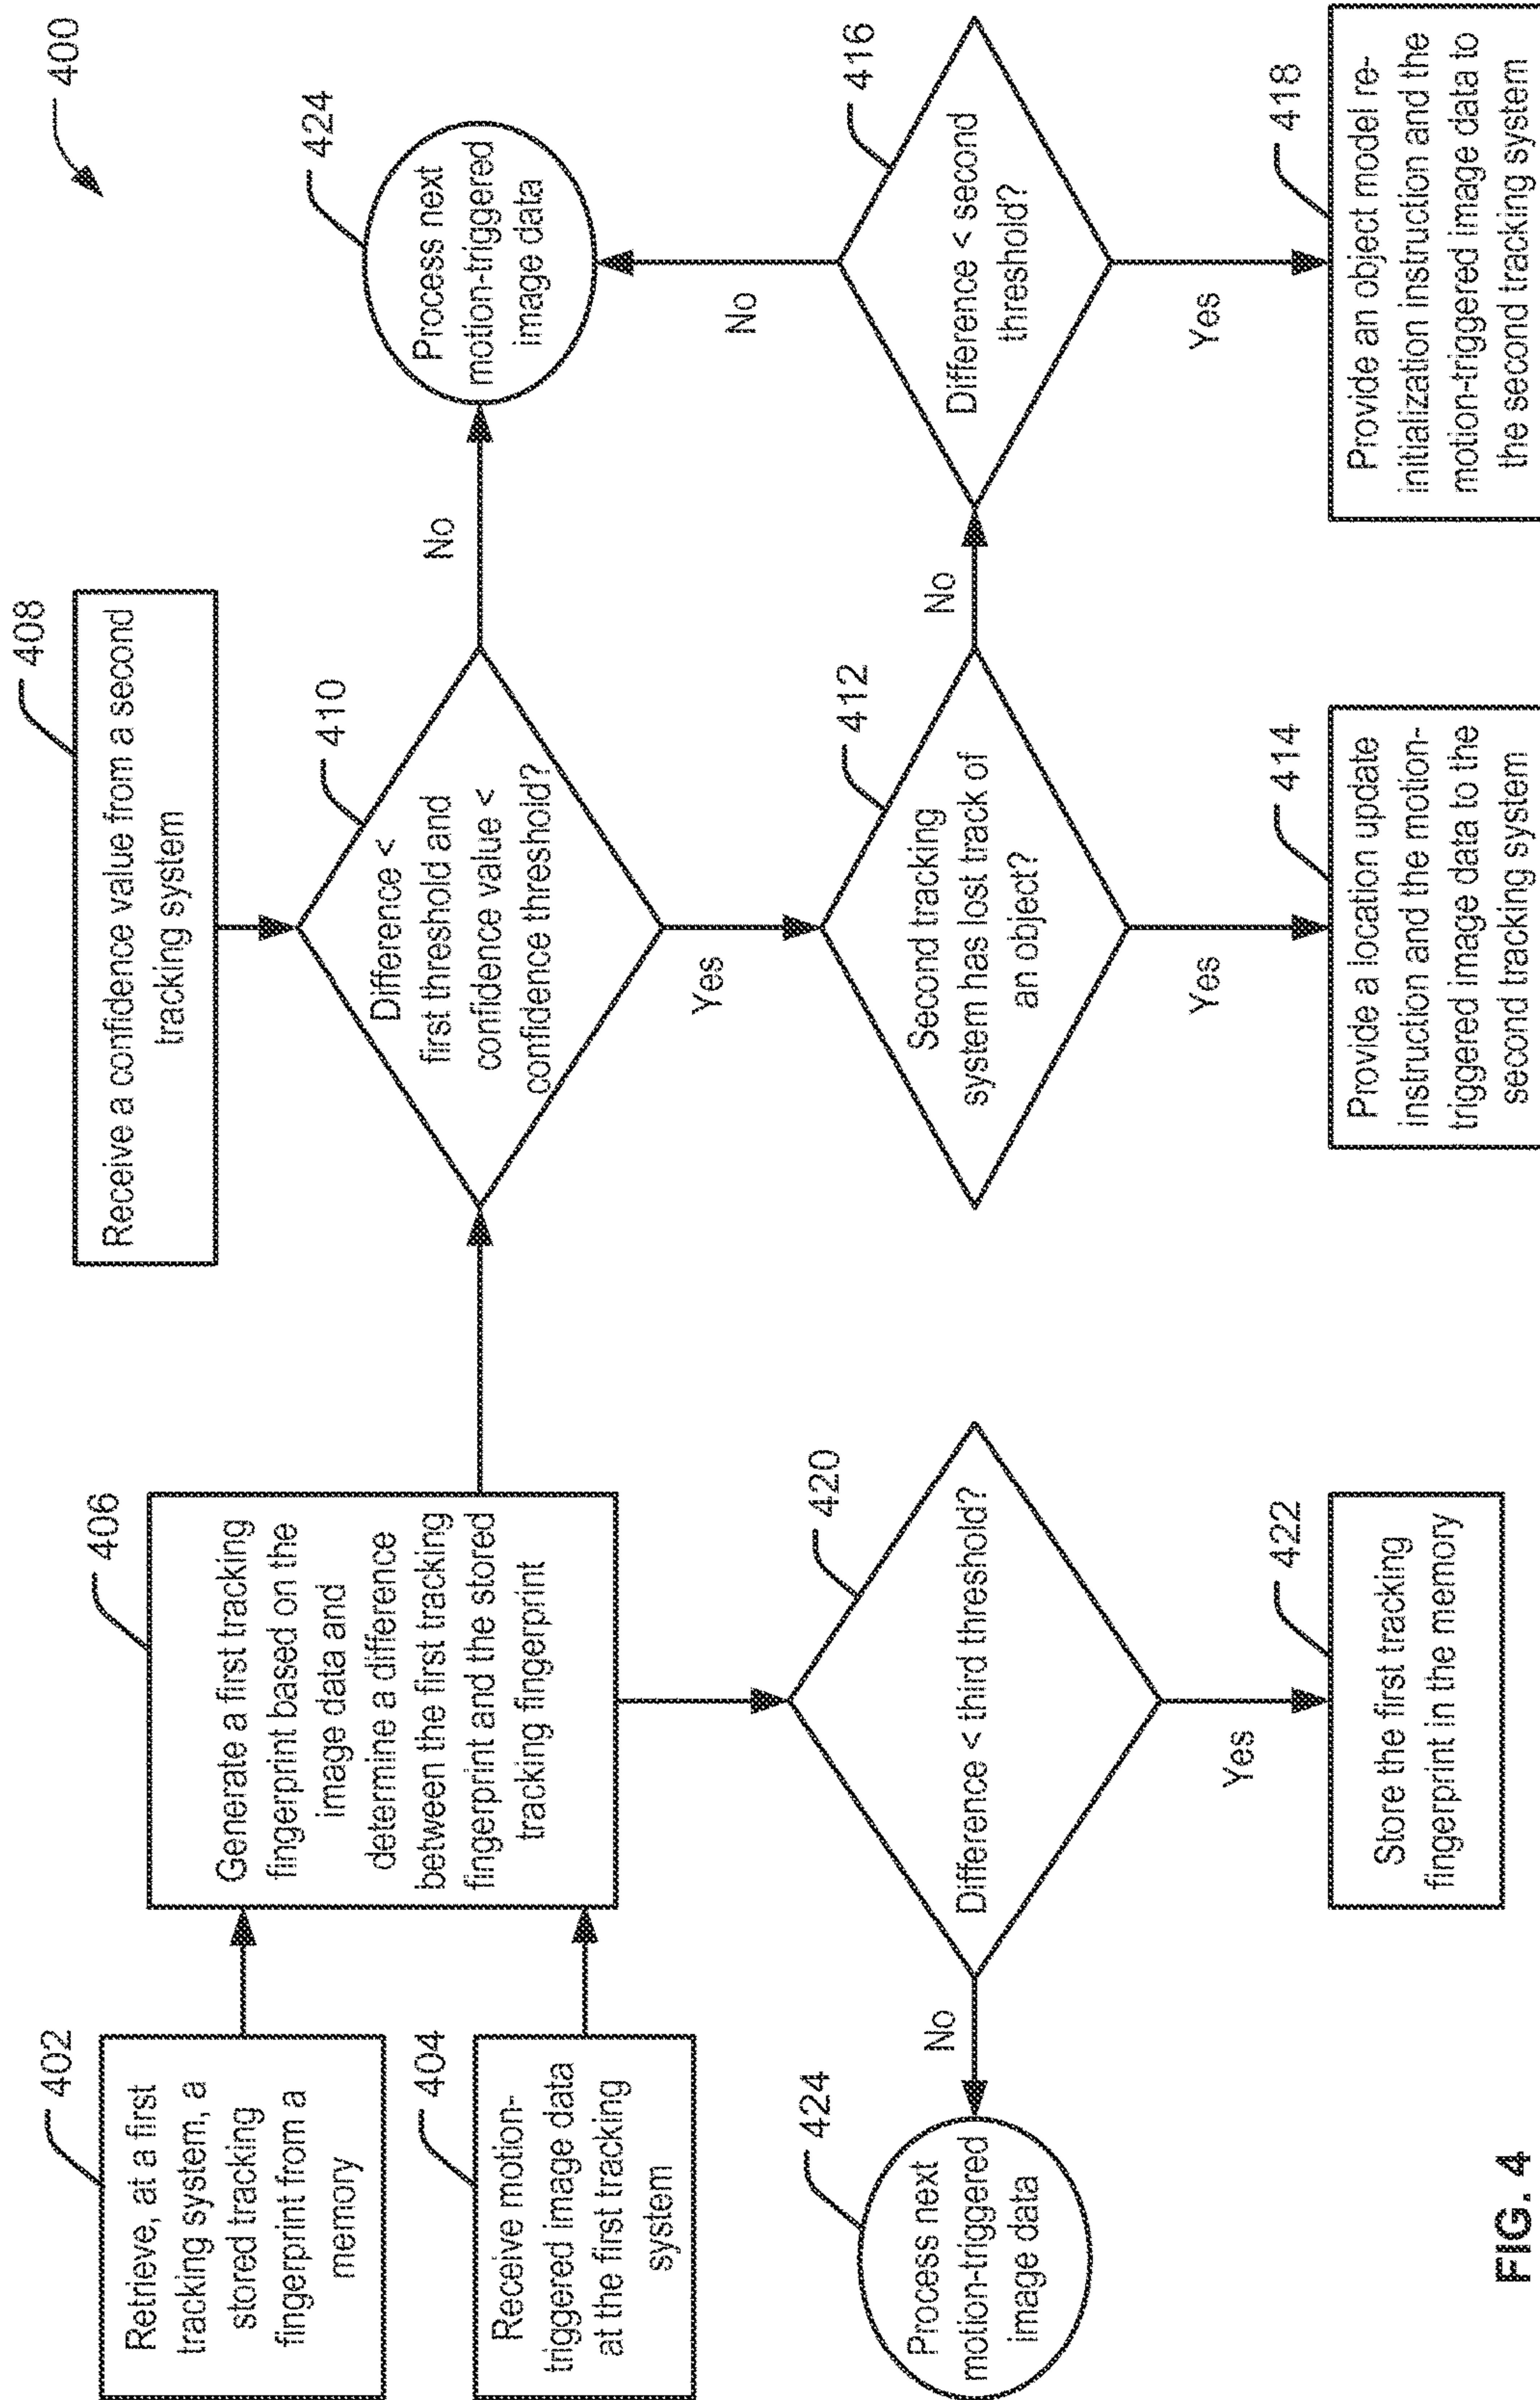 400
402
Retrieve, at a first
tracking system, a
stored tracking
fingerprint from a
memory
404
Receive motion-
triggered image data
at the first tracking
system
406
Generate a first tracking
fingerprint based on the
image data and
determine a difference
between the first tracking
fingerprint and the stored
tracking fingerprint
408
Receive a confidence value from a second
tracking system
410
Difference <
first threshold and
confidence value <
confidence threshold?
No
424
Process next
motion-triggered
image data
Yes
412
Second tracking
system has lost track of
an object?
No
416
Difference < second
threshold?
No
Yes
414
Provide a location update
instruction and the motion-
triggered image data to the
second tracking system
Yes
418
Provide an object model re-
initialization instruction and the
motion-triggered image data to
the second tracking system
420
Difference < third threshold?
No
424
Process next
motion-triggered
image data
Yes
422
Store the first tracking
fingerprint in the memory
FIG. 4